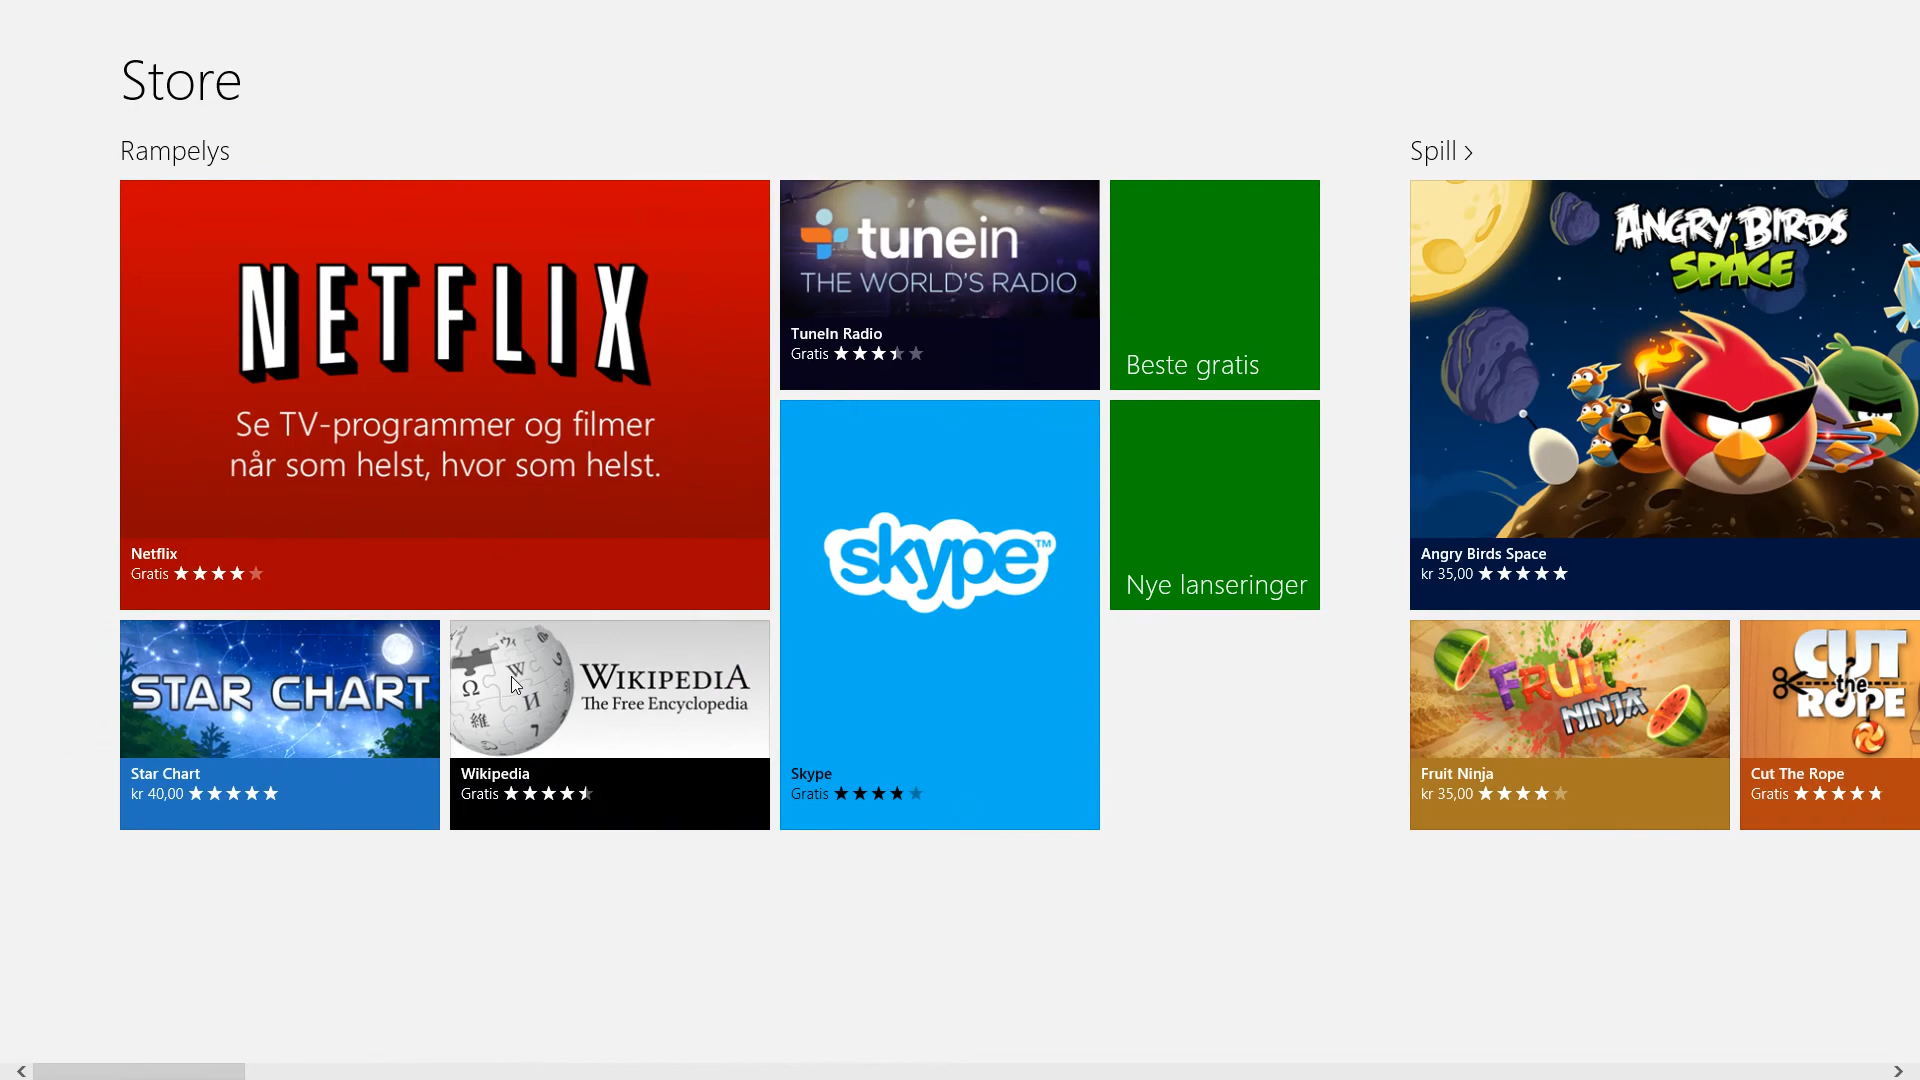 Store
Rampelys
NETFLIX
Se TV-programmer og filmer
når som helst, hvor som helst.
Netflix
Gratis
tunein
THE WORLD'S RADIO
TuneIn Radio
Gratis
Beste gratis
skype™
Skype
Gratis
Nye lanseringer
STAR CHART
Star Chart
kr 40,00
Ω
W
И
維
WIKIPEDIA
The Free Encyclopedia
Wikipedia
Gratis
Spill ›
ANGRY BIRDS
SPACE
Angry Birds Space
kr 35,00
FRUIT
NINJA
Fruit Ninja
kr 35,00
CUT
the
ROPE
Cut The Rope
Gratis